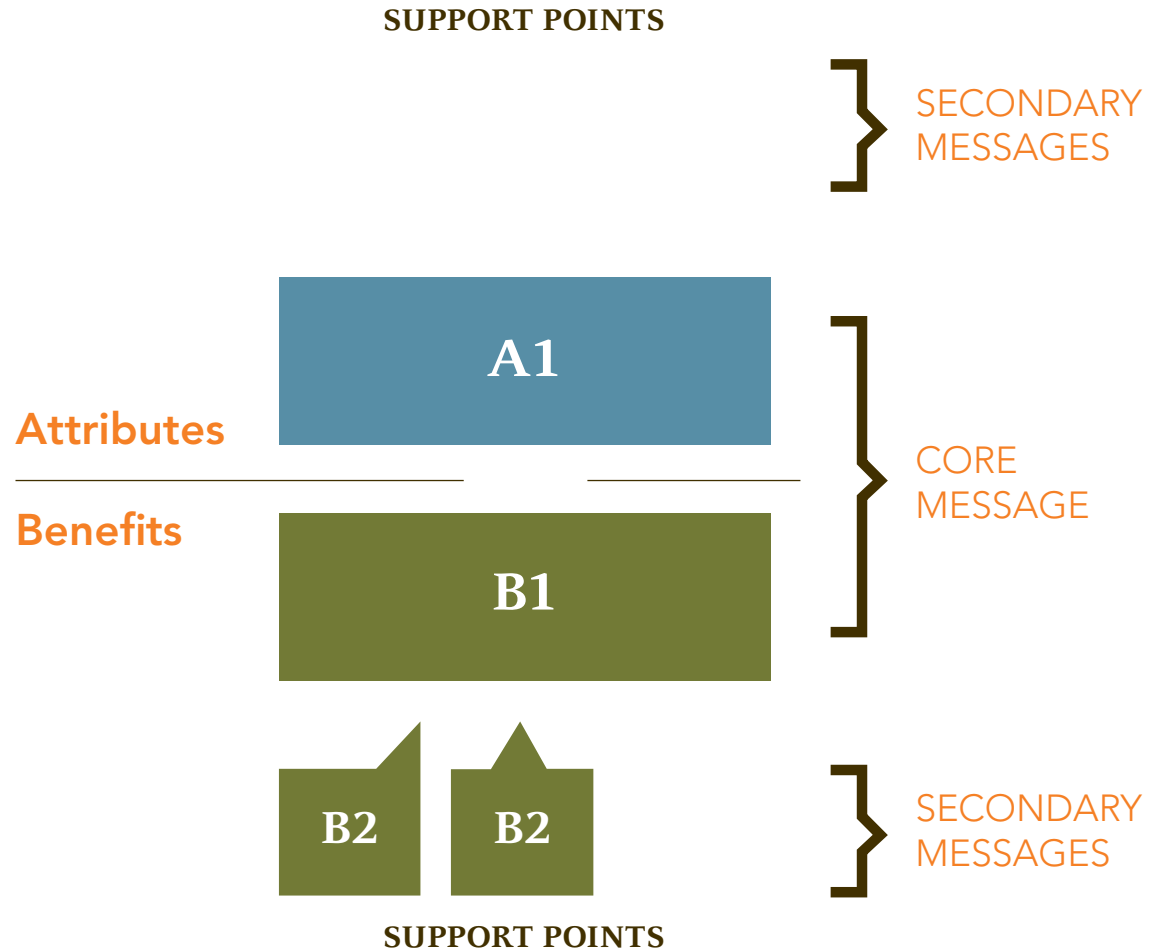 SUPPORT POINTS
SECONDARY
MESSAGES
A1
Attributes
CORE
MESSAGE
Benefits
B1
B2
B2
SECONDARY
MESSAGES
SUPPORT POINTS